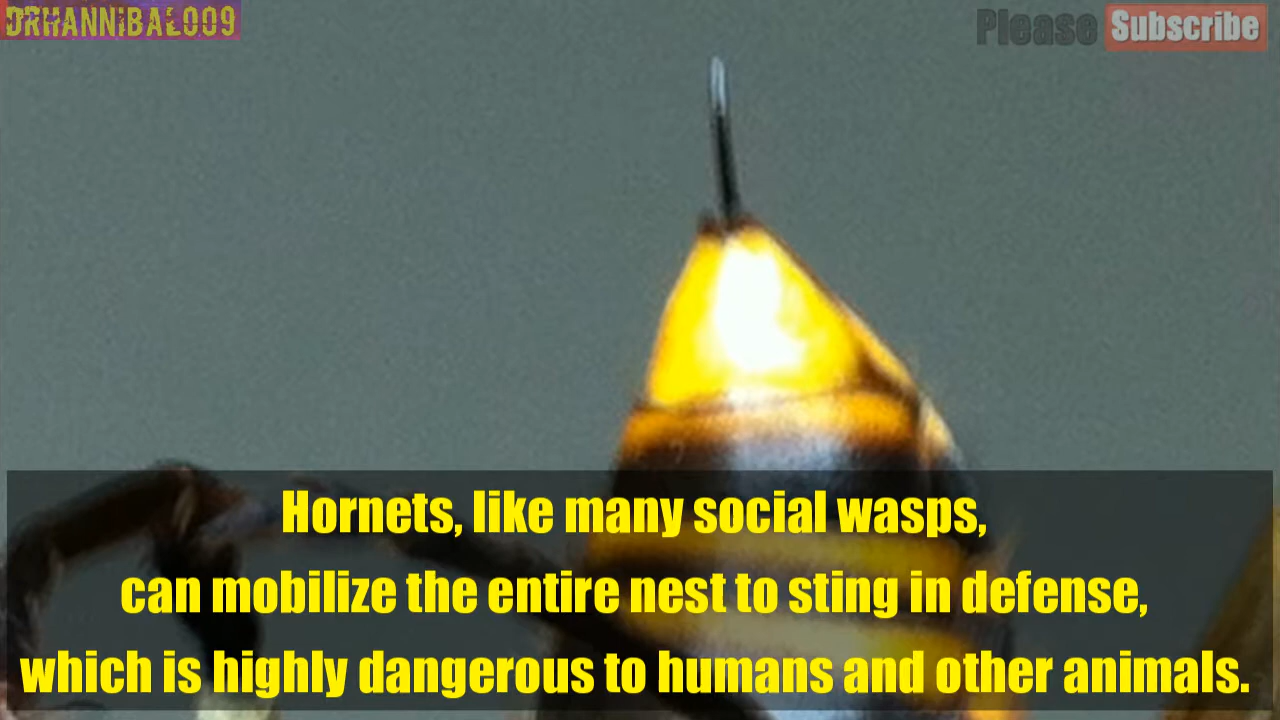 DRHANNIBAL009
Please Subscribe
Hornets, like many social wasps,
can mobilize the entire nest to sting in defense,
which is highly dangerous to humans and other animals.